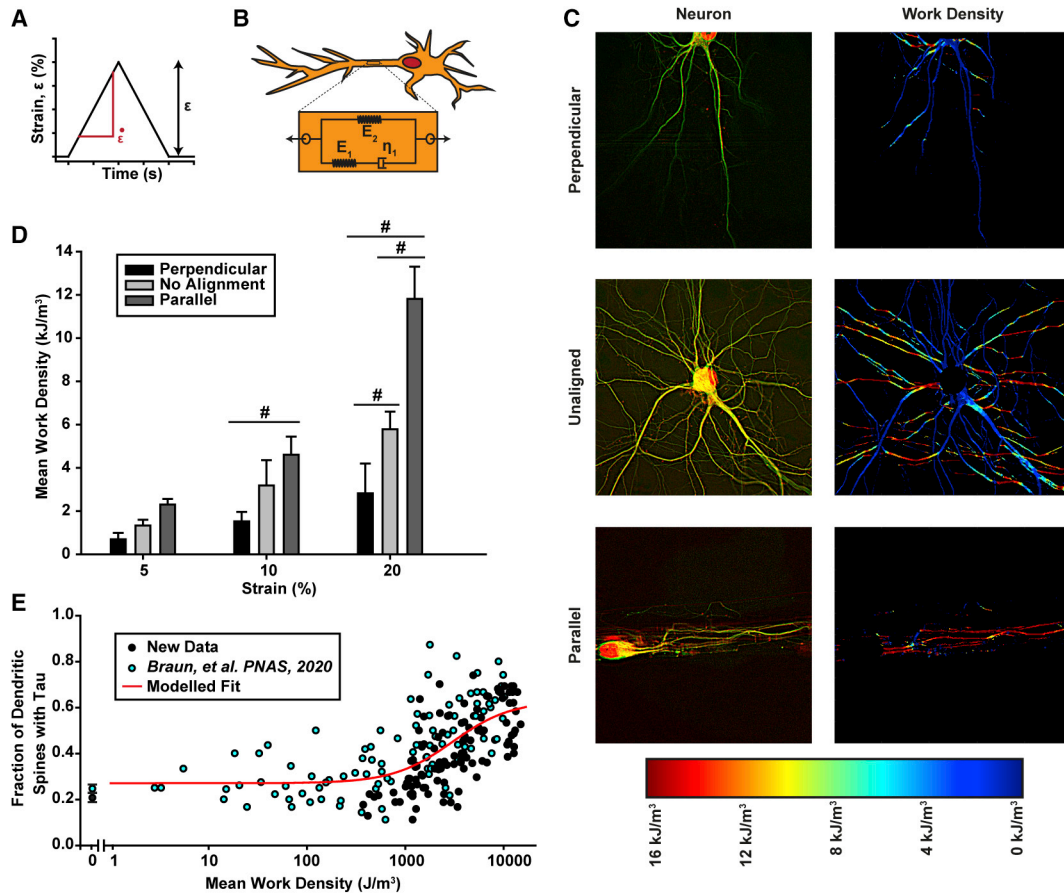 A
Strain, ε (%)
ε̇
ε
Time (s)
B
E2
E1
η1
C
Neuron
Work Density
Perpendicular
Unaligned
Parallel
16 kJ/m³
12 kJ/m³
8 kJ/m³
4 kJ/m³
0 kJ/m³
D
Mean Work Density (kJ/m³)
14
12
10
8
6
4
2
0
Perpendicular
No Alignment
Parallel
#
#
#
#
5
10
20
Strain (%)
E
Fraction of Dendritic
Spines with Tau
1.0
0.8
0.6
0.4
0.2
0.0
New Data
Braun, et al. PNAS, 2020
Modelled Fit
0
1
10
100
1000
10000
Mean Work Density (J/m³)